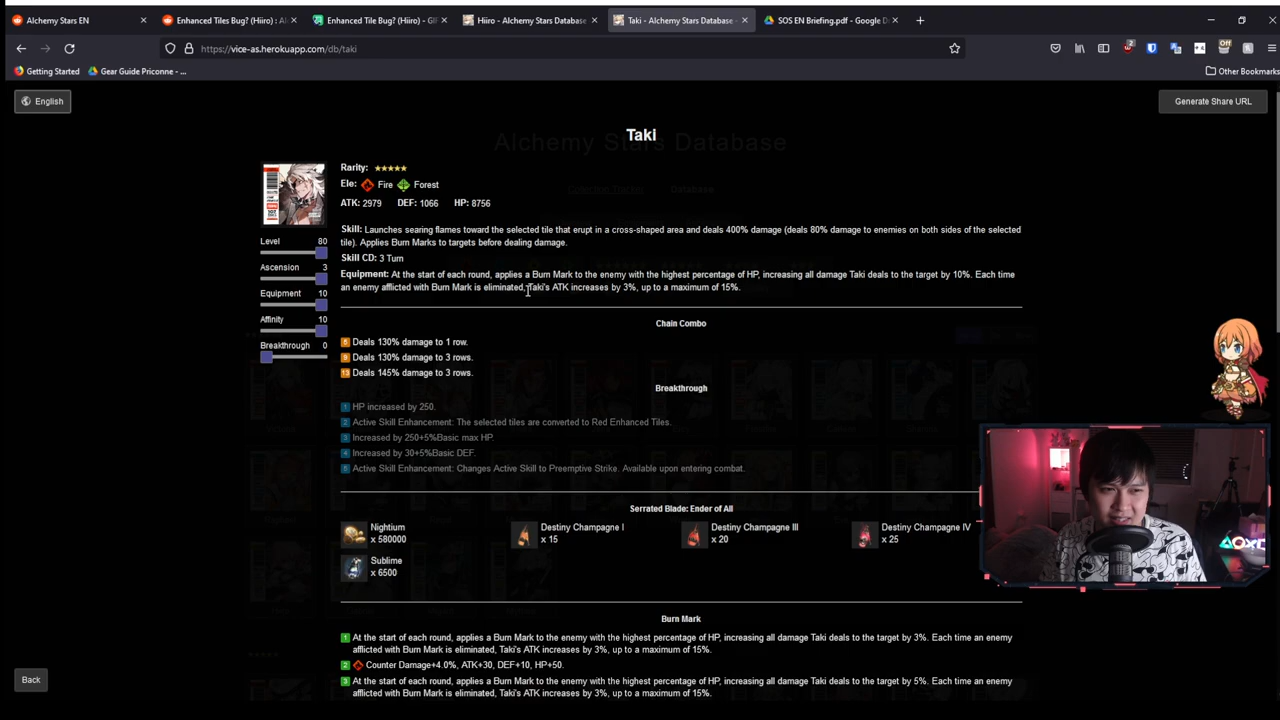 Alchemy Stars EN
Enhanced Tiles Bug? (Hiiro) : Al
Enhanced Tile Bug? (Hiiro) - GIF
Hiiro - Alchemy Stars Database
Taki - Alchemy Stars Database -
SOS EN Briefing.pdf - Google D
https://vice-as.herokuapp.com/db/taki
Getting Started
Gear Guide Priconne - ...
Other Bookmarks
English
Generate Share URL
Taki
Alchemy Stars Database
Rarity: ★★★★★
Ele: Fire Forest
Database
ATK: 2979 DEF: 1066 HP: 8756
Skill: Launches searing flames toward the selected tile that erupt in a cross-shaped area and deals 400% damage (deals 80% damage to enemies on both sides of the selected
tile). Applies Burn Marks to targets before dealing damage.
Skill CD: 3 Turn
Equipment: At the start of each round, applies a Burn Mark to the enemy with the highest percentage of HP, increasing all damage Taki deals to the target by 10%. Each time
an enemy afflicted with Burn Mark is eliminated, Taki's ATK increases by 3%, up to a maximum of 15%.
Level 80
Ascension 3
Equipment 10
Affinity 10
Breakthrough 0
Chain Combo
5 Deals 130% damage to 1 row.
9 Deals 130% damage to 3 rows.
13 Deals 145% damage to 3 rows.
Breakthrough
1 HP increased by 250.
2 Active Skill Enhancement: The selected tiles are converted to Red Enhanced Tiles.
3 Increased by 250+5%Basic max HP.
4 Increased by 30+5%Basic DEF.
5 Active Skill Enhancement: Changes Active Skill to Preemptive Strike. Available upon entering combat.
Serrated Blade: Ender of All
Nightium
x 580000
Destiny Champagne I
x 15
Destiny Champagne III
x 20
Destiny Champagne IV
x 25
Sublime
x 6500
Burn Mark
1 At the start of each round, applies a Burn Mark to the enemy with the highest percentage of HP, increasing all damage Taki deals to the target by 3%. Each time an enemy
afflicted with Burn Mark is eliminated, Taki's ATK increases by 3%, up to a maximum of 15%.
2 Counter Damage+4.0%, ATK+30, DEF+10, HP+50.
3 At the start of each round, applies a Burn Mark to the enemy with the highest percentage of HP, increasing all damage Taki deals to the target by 5%. Each time an enemy
afflicted with Burn Mark is eliminated, Taki's ATK increases by 3%, up to a maximum of 15%.
Back